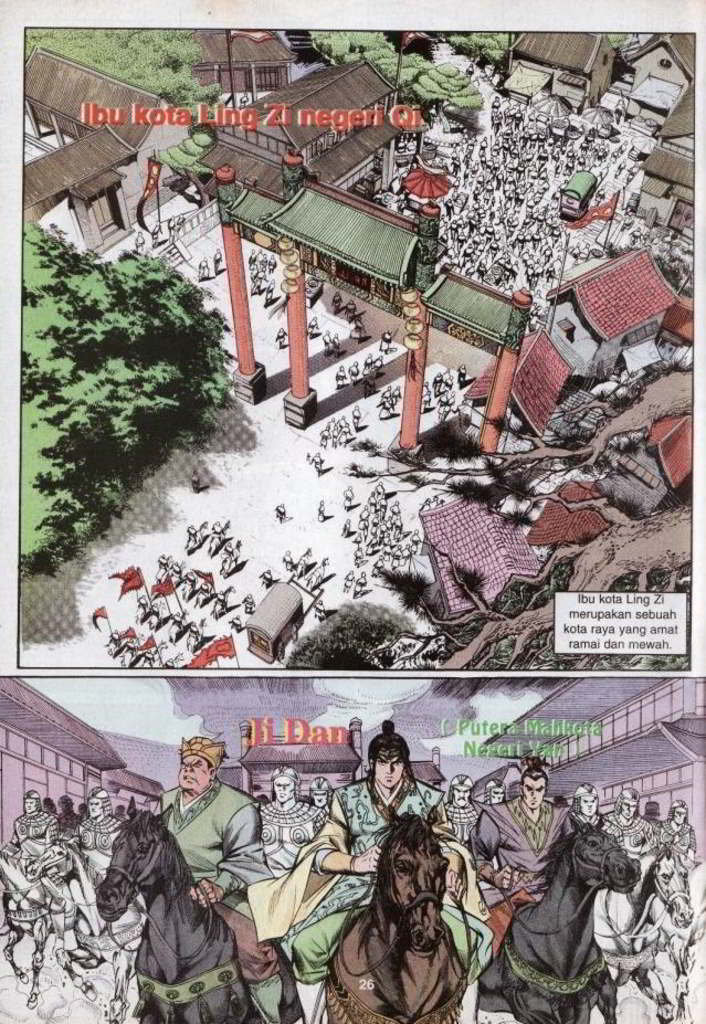 Ibu kota Ling Zi negeri Qi
Ibu kota Ling Zi
merupakan sebuah
kota raya yang amat
ramai dan mewah.
Ji Dan
( Putera Mahkota
Negeri Yan )
26